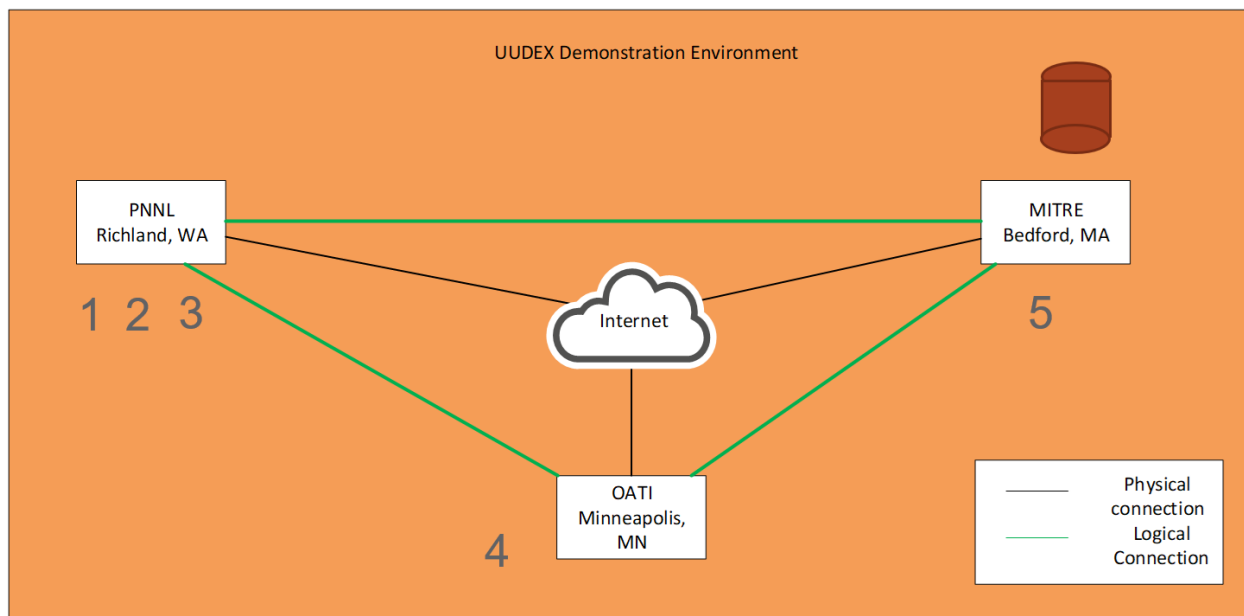 UUDEX Demonstration Environment
PNNL
Richland, WA
MITRE
Bedford, MA
1 2 3
Internet
5
OATI
Minneapolis,
MN
4
Physical
connection
Logical
Connection